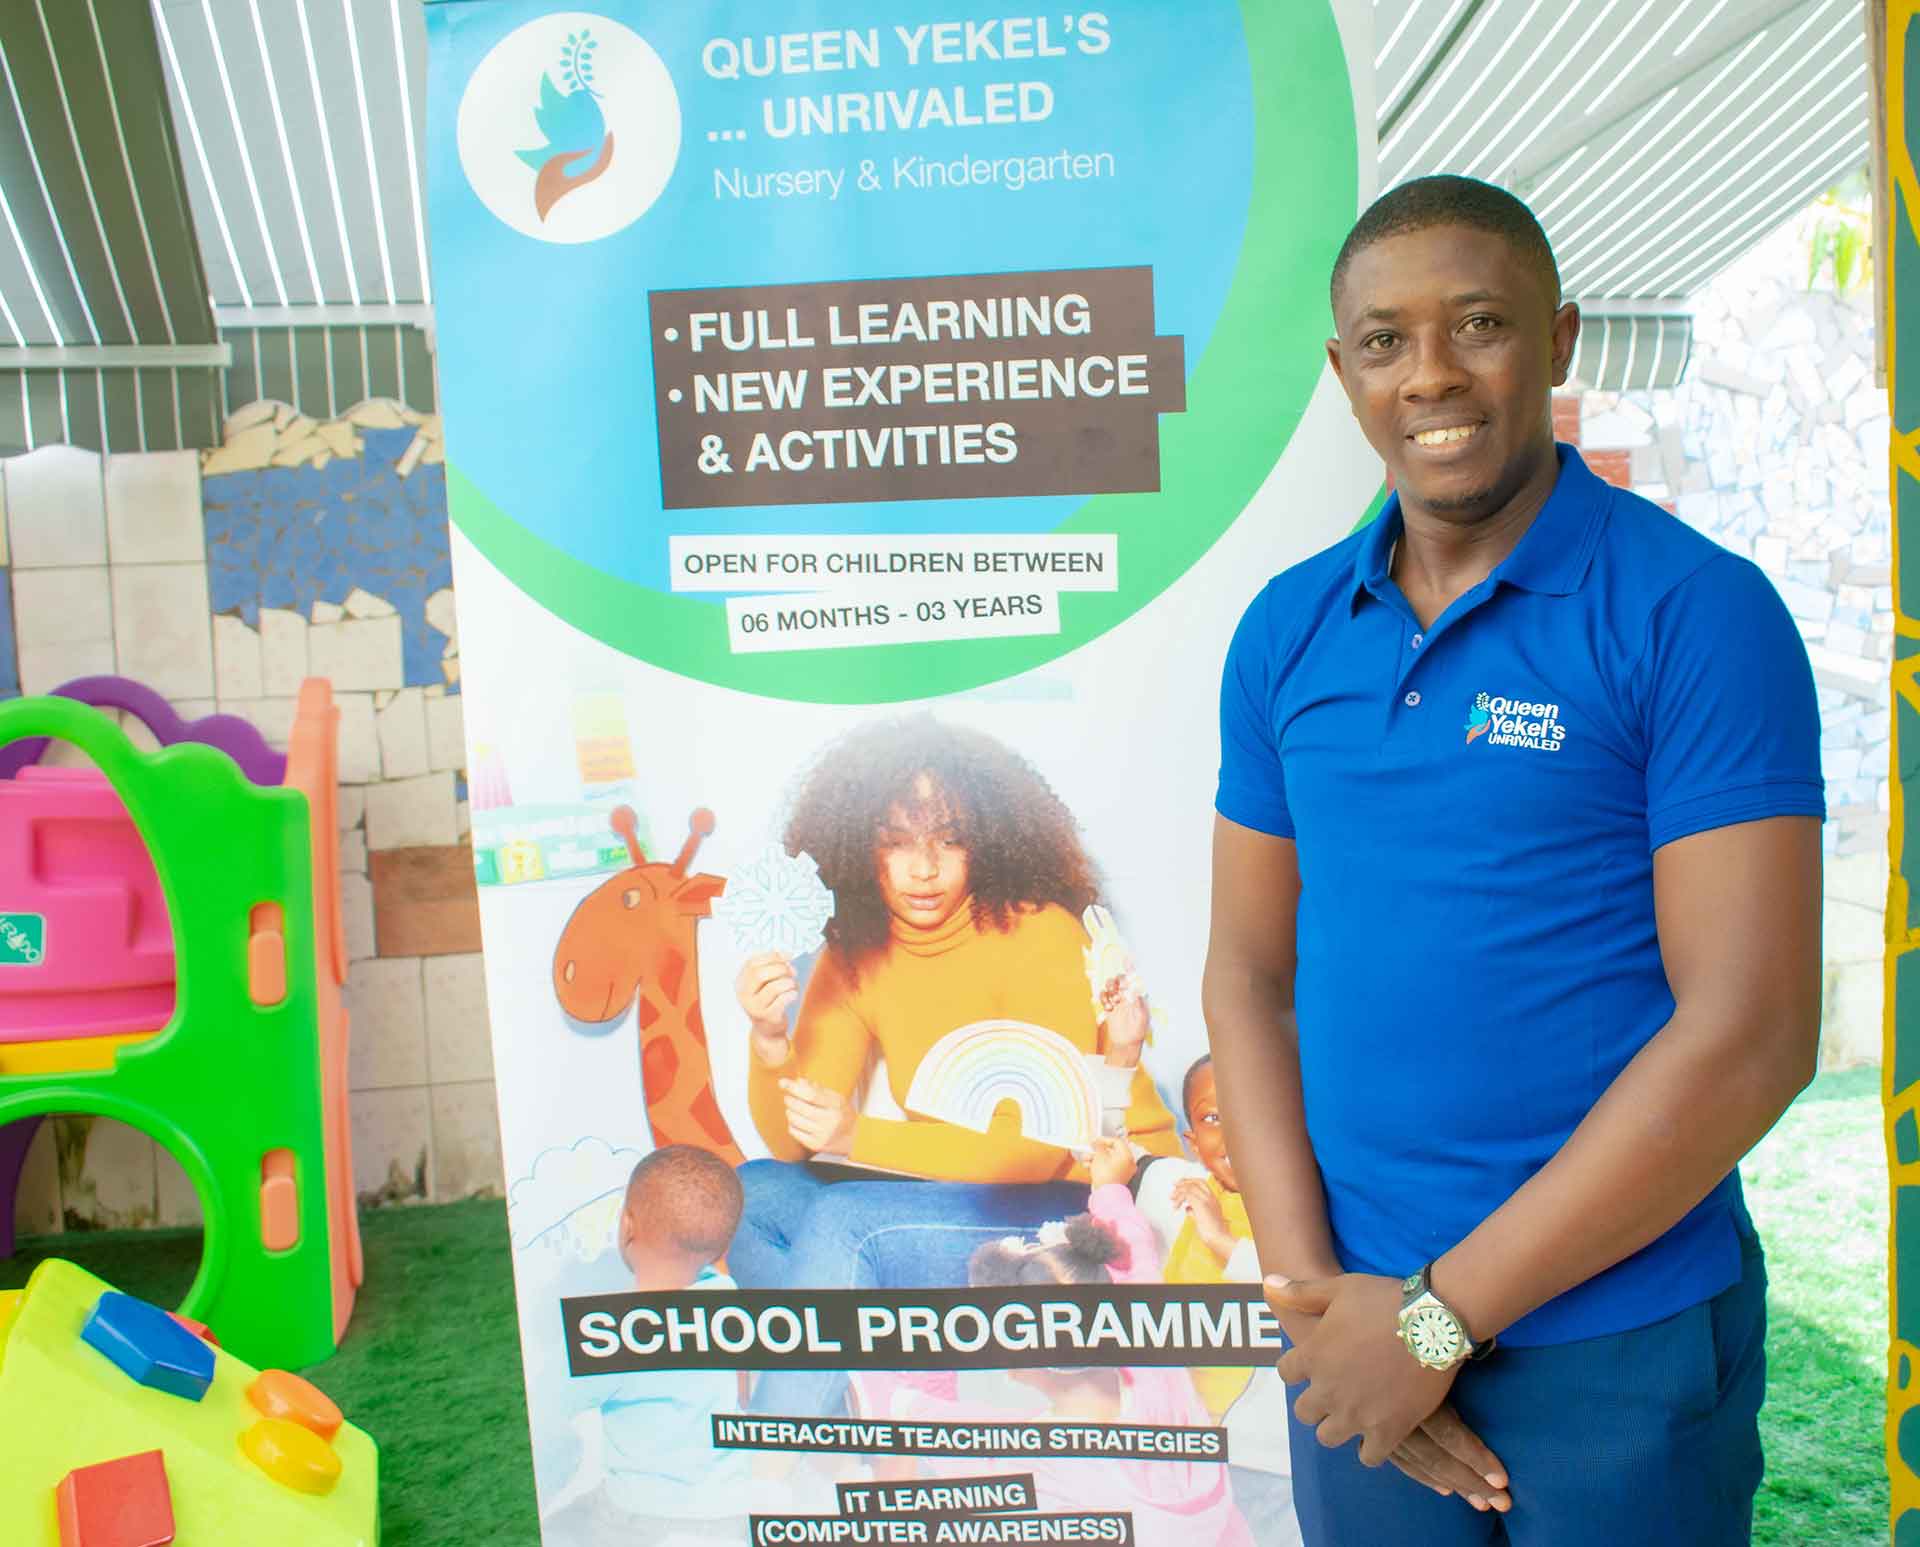 QUEEN YEKEL'S
... UNRIVALED
Nursery & Kindergarten
• FULL LEARNING
• NEW EXPERIENCE
& ACTIVITIES
OPEN FOR CHILDREN BETWEEN
06 MONTHS - 03 YEARS
SCHOOL PROGRAMME
INTERACTIVE TEACHING STRATEGIES
IT LEARNING
(COMPUTER AWARENESS)
Queen
Yekel's
UNRIVALED